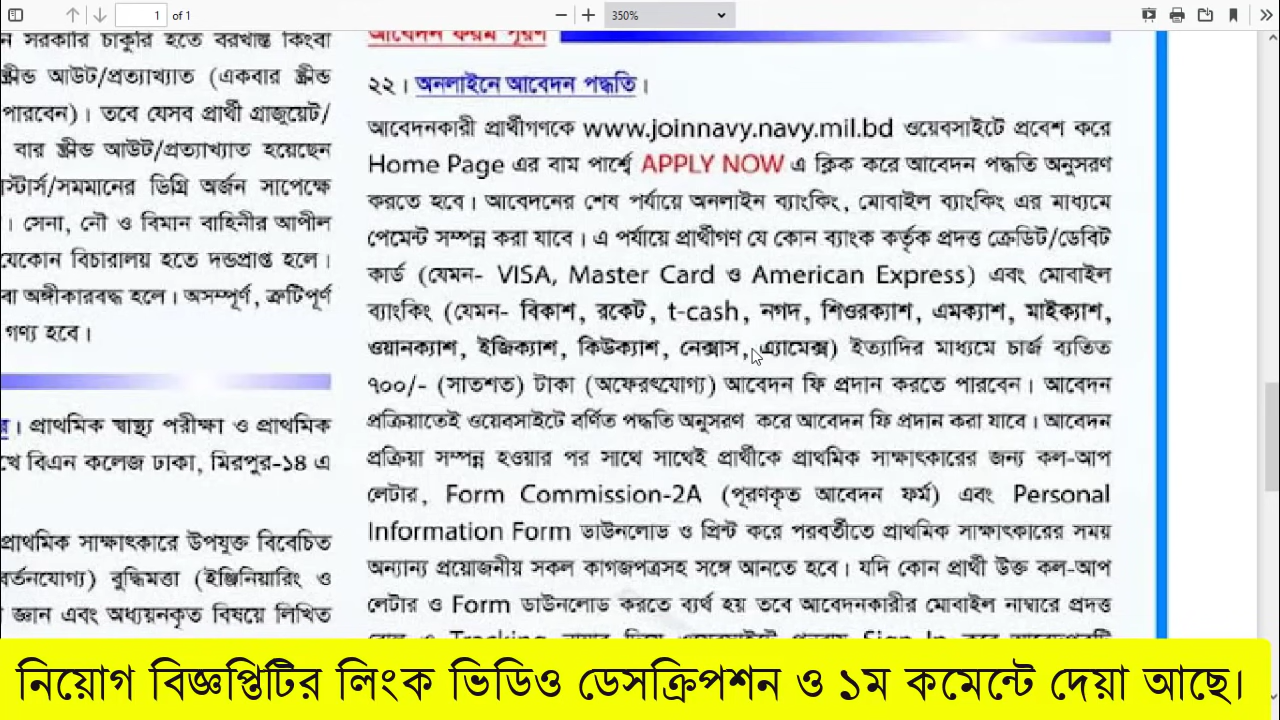 1 of 1
350%
ন সরকারি চাকুরি হতে বরখাস্ত কিংবা
স্ক্রীন্ড আউট/প্রত্যাখ্যাত (একবার স্ক্রীন্ড
পারবেন)। তবে যেসব প্রার্থী গ্রাজুয়েট/
বার স্ক্রীন্ড আউট/প্রত্যাখ্যাত হয়েছেন
স্টার্স/সমমানের ডিগ্রি অর্জন সাপেক্ষে
। সেনা, নৌ ও বিমান বাহিনীর আপীল
যেকোন বিচারালয় হতে দন্ডপ্রাপ্ত হলে।
বা অঙ্গীকারবদ্ধ হলে। অসম্পূর্ণ, ত্রুটিপূর্ণ
গণ্য হবে।
র। প্রাথমিক স্বাস্থ্য পরীক্ষা ও প্রাথমিক
খে বিএন কলেজ ঢাকা, মিরপুর-১৪ এ
প্রাথমিক সাক্ষাৎকারে উপযুক্ত বিবেচিত
বর্তনযোগ্য) বুদ্ধিমত্তা (ইঞ্জিনিয়ারিং ও
জ্ঞান এবং অধ্যয়নকৃত বিষয়ে লিখিত
আবেদন ফরম পূরণ
২২। অনলাইনে আবেদন পদ্ধতি।
আবেদনকারী প্রার্থীগণকে www.joinnavy.navy.mil.bd ওয়েবসাইটে প্রবেশ করে
Home Page এর বাম পার্শ্বে APPLY NOW এ ক্লিক করে আবেদন পদ্ধতি অনুসরণ
করতে হবে। আবেদনের শেষ পর্যায়ে অনলাইন ব্যাংকিং, মোবাইল ব্যাংকিং এর মাধ্যমে
পেমেন্ট সম্পন্ন করা যাবে। এ পর্যায়ে প্রার্থীগণ যে কোন ব্যাংক কর্তৃক প্রদত্ত ক্রেডিট/ডেবিট
কার্ড (যেমন- VISA, Master Card ও American Express) এবং মোবাইল
ব্যাংকিং (যেমন- বিকাশ, রকেট, t-cash, নগদ, শিওরক্যাশ, এমক্যাশ, মাইক্যাশ,
ওয়ানক্যাশ, ইজিক্যাশ, কিউক্যাশ, নেক্সাস, এ্যামেক্স) ইত্যাদির মাধ্যমে চার্জ ব্যতিত
৭০০/- (সাতশত) টাকা (অফেরৎযোগ্য) আবেদন ফি প্রদান করতে পারবেন। আবেদন
প্রক্রিয়াতেই ওয়েবসাইটে বর্ণিত পদ্ধতি অনুসরণ করে আবেদন ফি প্রদান করা যাবে। আবেদন
প্রক্রিয়া সম্পন্ন হওয়ার পর সাথে সাথেই প্রার্থীকে প্রাথমিক সাক্ষাৎকারের জন্য কল-আপ
লেটার, Form Commission-2A (পূরণকৃত আবেদন ফর্ম) এবং Personal
Information Form ডাউনলোড ও প্রিন্ট করে পরবর্তীতে প্রাথমিক সাক্ষাৎকারের সময়
অন্যান্য প্রয়োজনীয় সকল কাগজপত্রসহ সঙ্গে আনতে হবে। যদি কোন প্রার্থী উক্ত কল-আপ
লেটার ও Form ডাউনলোড করতে ব্যর্থ হয় তবে আবেদনকারীর মোবাইল নাম্বারে প্রদত্ত
নিয়োগ বিজ্ঞপ্তিটির লিংক ভিডিও ডেসক্রিপশন ও ১ম কমেন্টে দেয়া আছে।